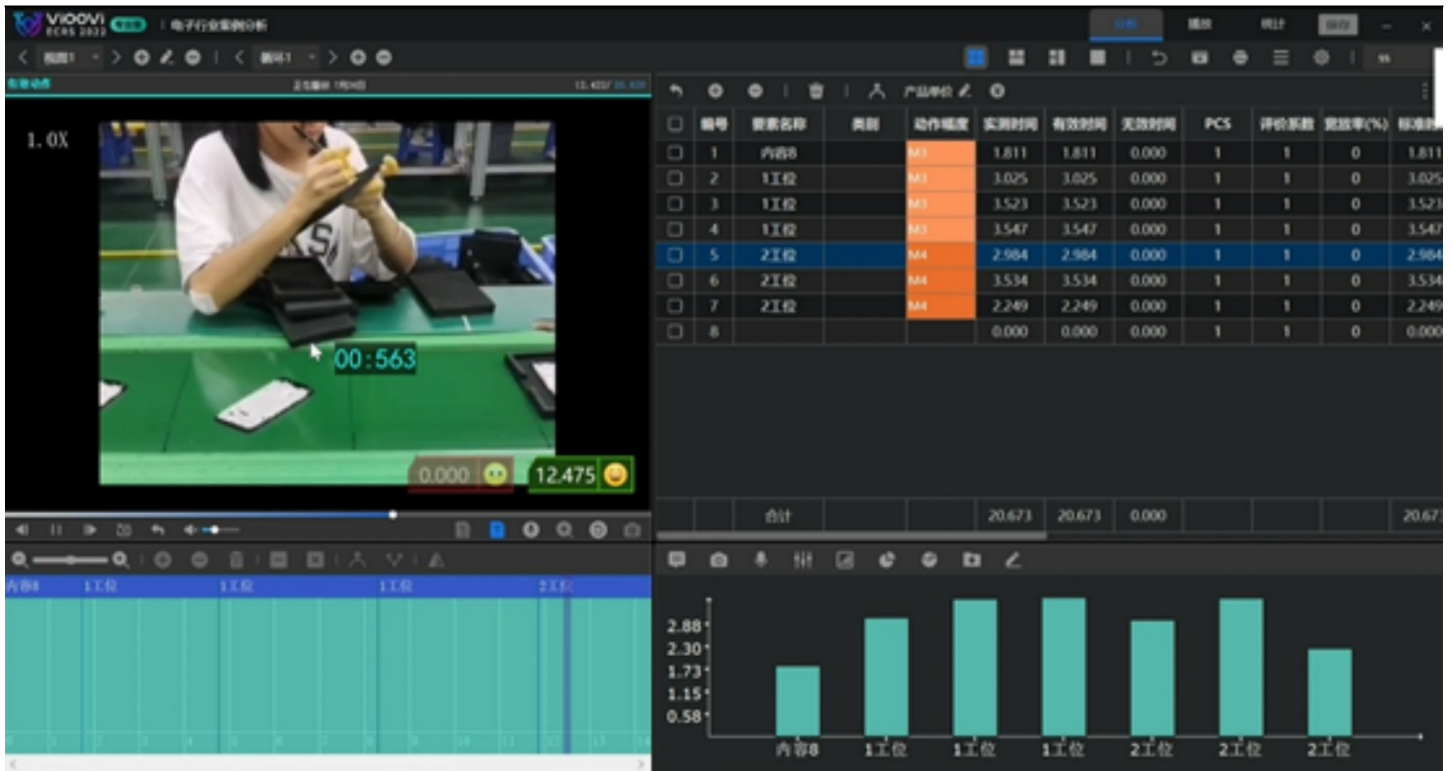 VIOOVI
ECRS 2022 专业版 电子行业案例分析 分析 播放 统计 保存
视图1 循环1
有效动作
产品单价
1.0X
00:563
0.000 12.475
编号 要素名称 类别 动作幅度 实测时间 有效时间 无效时间 PCS 评价系数 宽放率(%)
1 内容8 M3 1.811 1.811 0.000 1 1 0 1.811
2 1工位 M3 3.025 3.025 0.000 1 1 0 3.025
3 1工位 M3 3.523 3.523 0.000 1 1 0 3.523
4 1工位 M3 3.547 3.547 0.000 1 1 0 3.547
5 2工位 M4 2.984 2.984 0.000 1 1 0 2.984
6 2工位 M4 3.534 3.534 0.000 1 1 0 3.534
7 2工位 M4 2.249 2.249 0.000 1 1 0 2.249
8 0.000 0.000 0.000 1 1 0 0.000
合计 20.673 20.673 0.000 20.67
内容8 1工位 1工位 1工位 2工位
2.88
2.30
1.73
1.15
0.58
内容8 1工位 1工位 1工位 2工位 2工位 2工位